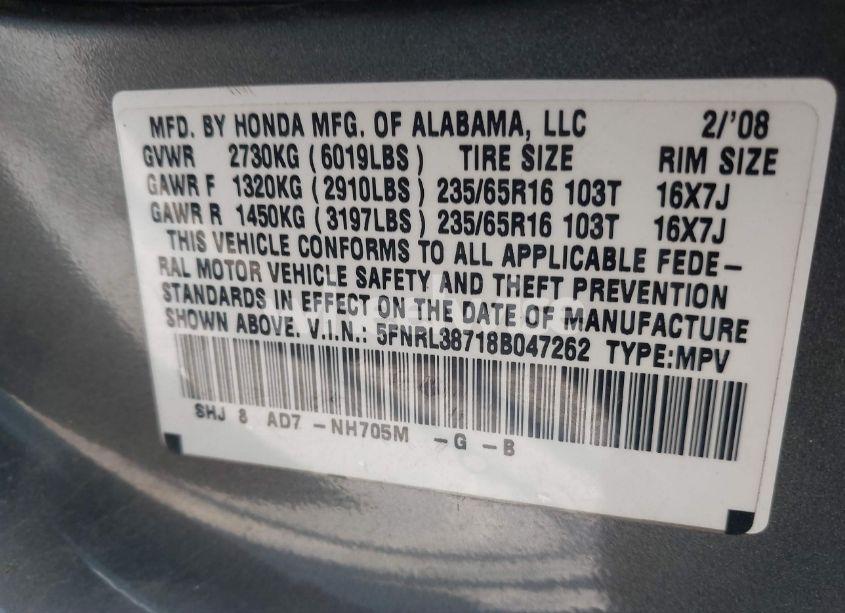 MFD. BY HONDA MFG. OF ALABAMA, LLC 2/'08
GVWR 2730KG (6019LBS) TIRE SIZE RIM SIZE
GAWR F 1320KG (2910LBS) 235/65R16 103T 16X7J
GAWR R 1450KG (3197LBS) 235/65R16 103T 16X7J
THIS VEHICLE CONFORMS TO ALL APPLICABLE FEDE-
RAL MOTOR VEHICLE SAFETY AND THEFT PREVENTION
STANDARDS IN EFFECT ON THE DATE OF MANUFACTURE
SHOWN ABOVE. V.I.N.: 5FNRL38718B047262 TYPE:MPV
SHJ 8 AD7 -NH705M -G -B